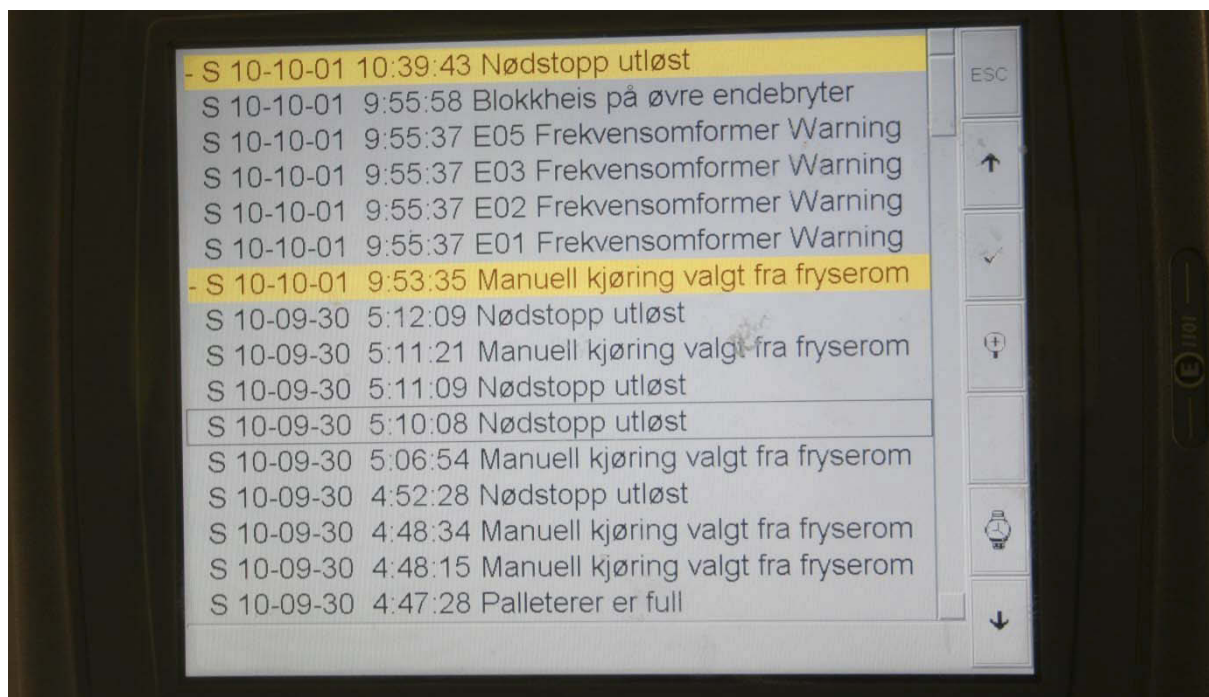 - S 10-10-01 10:39:43 Nødstopp utløst
S 10-10-01 9:55:58 Blokkheis på øvre endebryter
S 10-10-01 9:55:37 E05 Frekvensomformer Warning
S 10-10-01 9:55:37 E03 Frekvensomformer Warning
S 10-10-01 9:55:37 E02 Frekvensomformer Warning
S 10-10-01 9:55:37 E01 Frekvensomformer Warning
- S 10-10-01 9:53:35 Manuell kjøring valgt fra fryserom
S 10-09-30 5:12:09 Nødstopp utløst
S 10-09-30 5:11:21 Manuell kjøring valgt fra fryserom
S 10-09-30 5:11:09 Nødstopp utløst
S 10-09-30 5:10:08 Nødstopp utløst
S 10-09-30 5:06:54 Manuell kjøring valgt fra fryserom
S 10-09-30 4:52:28 Nødstopp utløst
S 10-09-30 4:48:34 Manuell kjøring valgt fra fryserom
S 10-09-30 4:48:15 Manuell kjøring valgt fra fryserom
S 10-09-30 4:47:28 Palleterer er full
ESC
E 1101